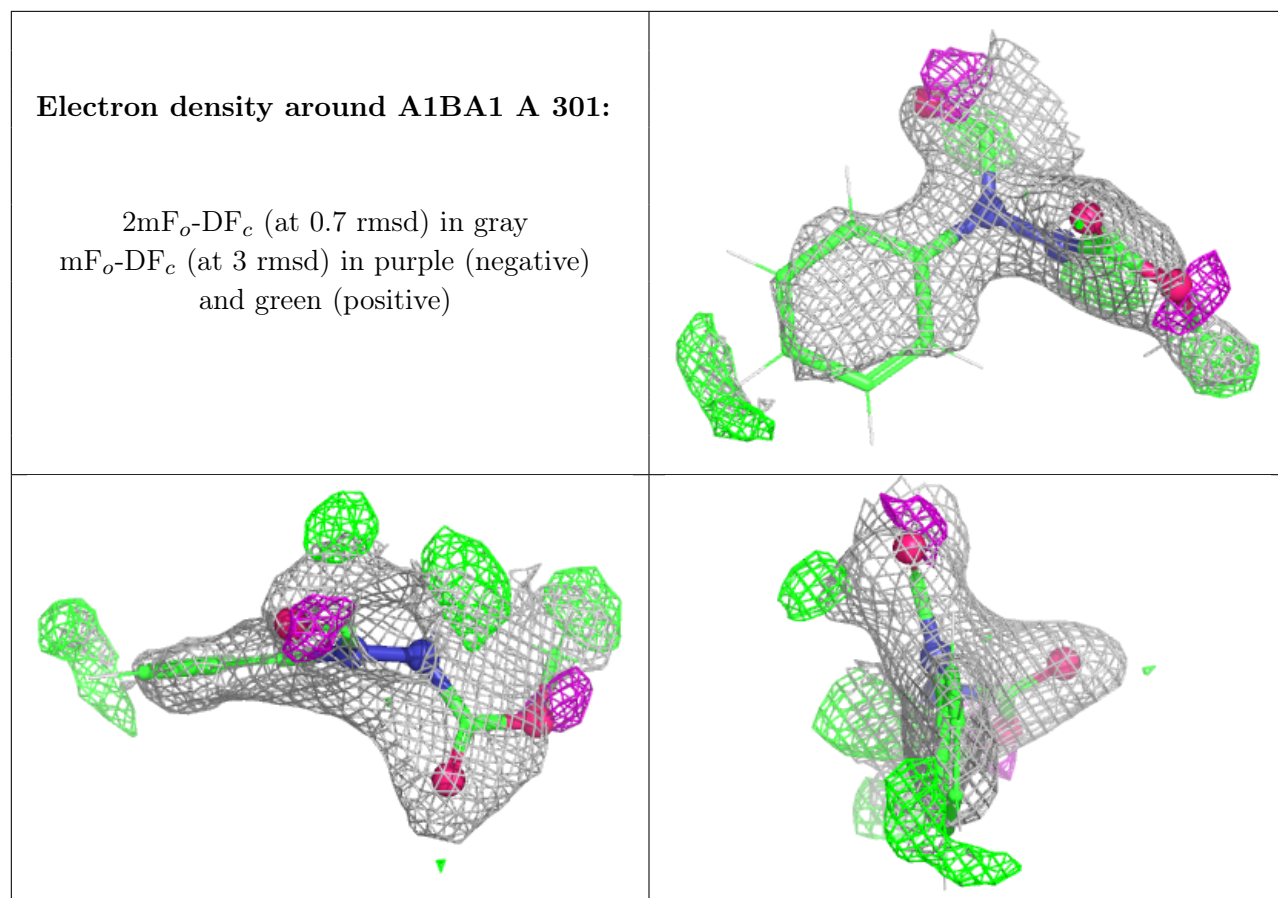 Electron density around A1BA1 A 301:
2mFo-DFc (at 0.7 rmsd) in gray
mFo-DFc (at 3 rmsd) in purple (negative)
and green (positive)